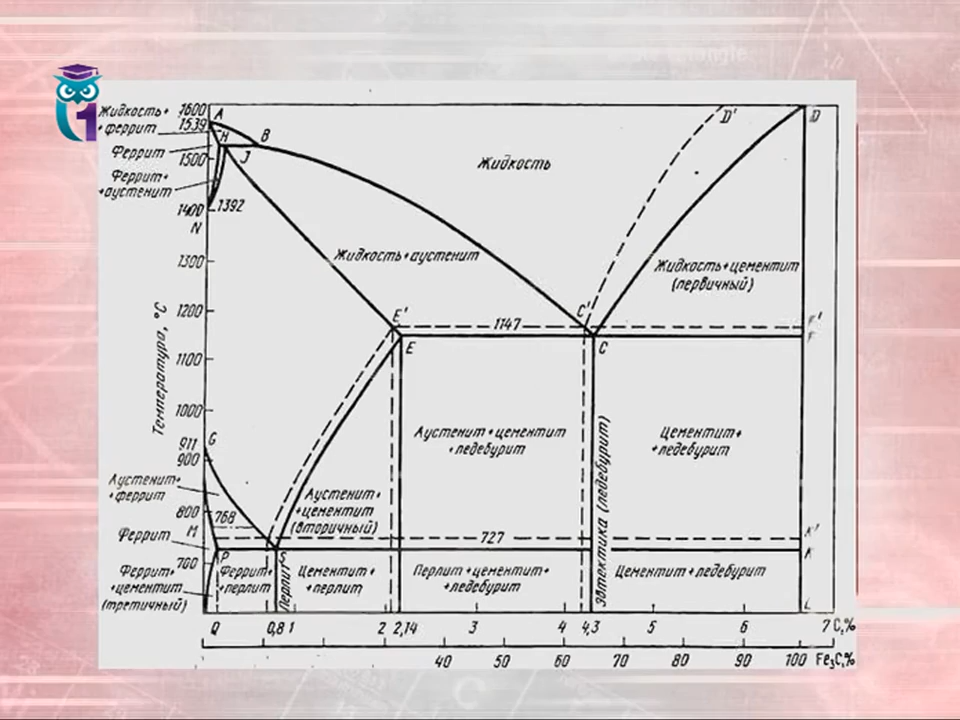 1
1600
1539
1500
1400
1392
1300
1200
1100
1000
911
900
800
768
700
Температура, °C
Жидкость+
+феррит
Феррит
Феррит+
+аустенит
A
H
J
B
N
D'
D
Жидкость
Жидкость+аустенит
Жидкость+цементит
(первичный)
E'
1147
C'
F'
E
C
F
G
Аустенит+
+феррит
Аустенит+
+цементит
(вторичный)
Аустенит+цементит
+ледебурит
Эвтектика (ледебурит)
Цементит+
+ледебурит
M
727
K'
Феррит
P
S
K
Феррит+
+цементит
(третичный)
Феррит+
+перлит
Перлит
Цементит+
+перлит
Перлит+цементит+
+ледебурит
Цементит+ледебурит
L
Q 0,8 1 2 2,14 3 4 4,3 5 6 7 C,%
40 50 60 70 80 90 100 Fe₃C,%